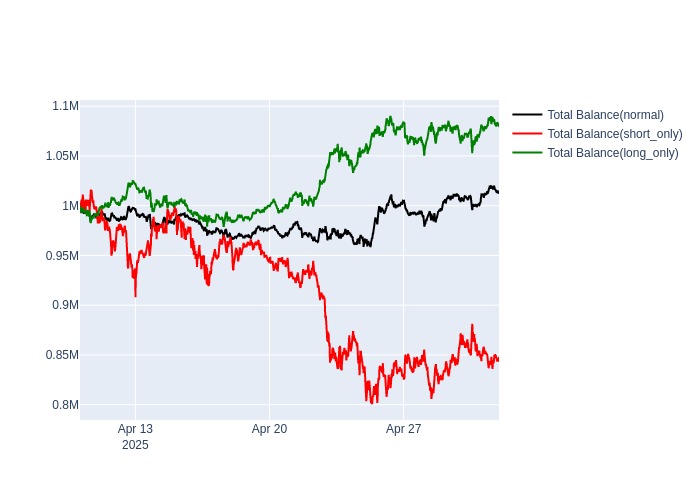 1.1M
1.05M
1M
0.95M
0.9M
0.85M
0.8M
Apr 13
2025
Apr 20
Apr 27
Total Balance(normal)
Total Balance(short_only)
Total Balance(long_only)